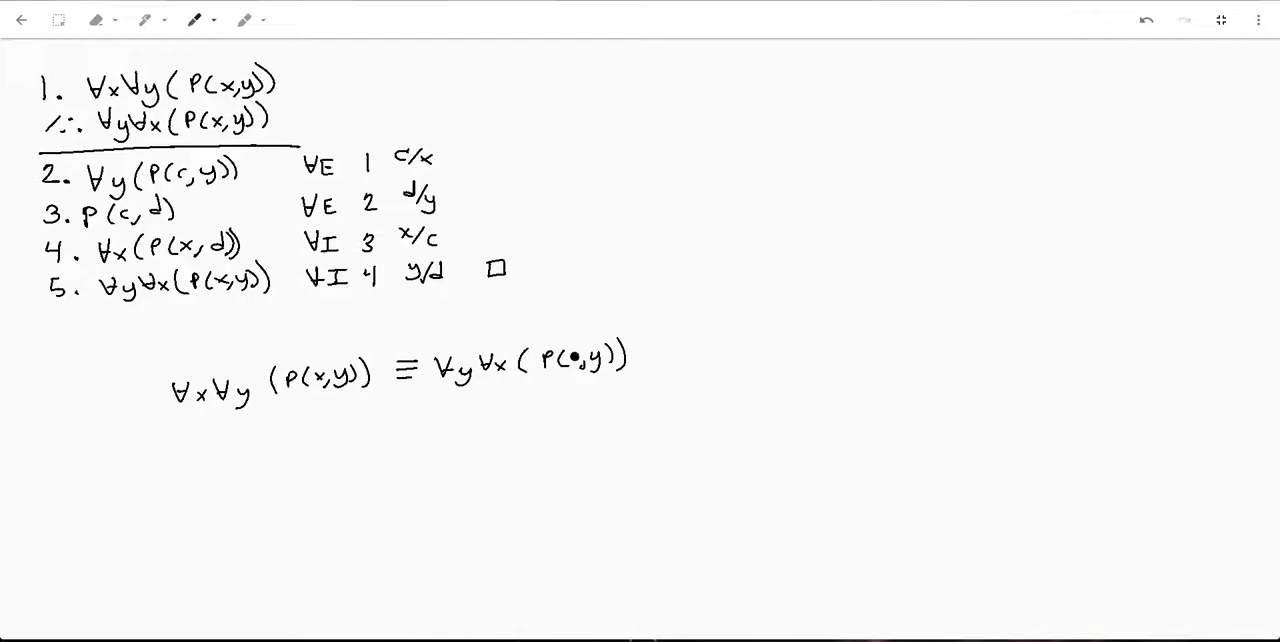 1. ∀x∀y(P(x,y))
/∴ ∀y∀x(P(x,y))
2. ∀y(P(c,y)) ∀E 1 c/x
3. P(c,d) ∀E 2 d/y
4. ∀x(P(x,d)) ∀I 3 x/c
5. ∀y∀x(P(x,y)) ∀I 4 y/d □
∀x∀y (P(x,y)) ≡ ∀y∀x(P( ,y))